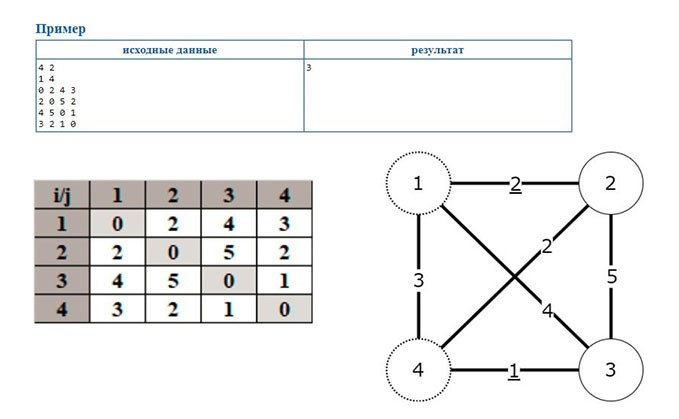 Пример
исходные данные результат
4 2 3
1 4
0 2 4 3
2 0 5 2
4 5 0 1
3 2 1 0
i/j 1 2 3 4
1 0 2 4 3
2 2 0 5 2
3 4 5 0 1
4 3 2 1 0
1 2 2
2
3 5
4
4 1 3